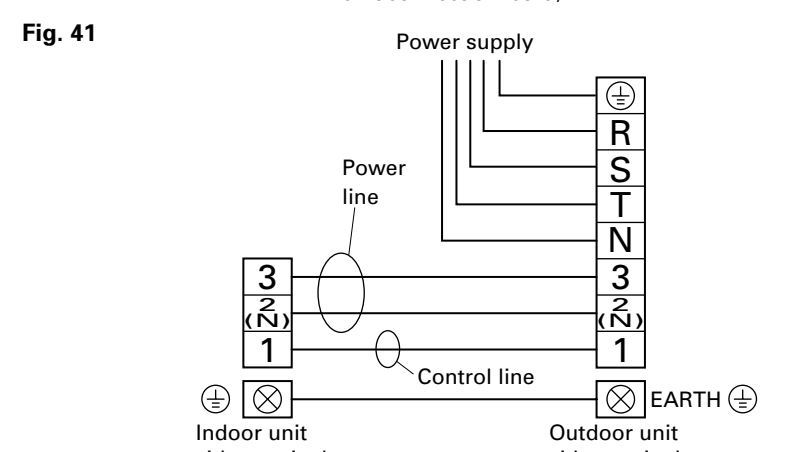 Fig. 41
Power supply
R
S
T
N
Power
line
3
3
2
(N)
2
(N)
1
1
Control line
EARTH
Indoor unit
Outdoor unit